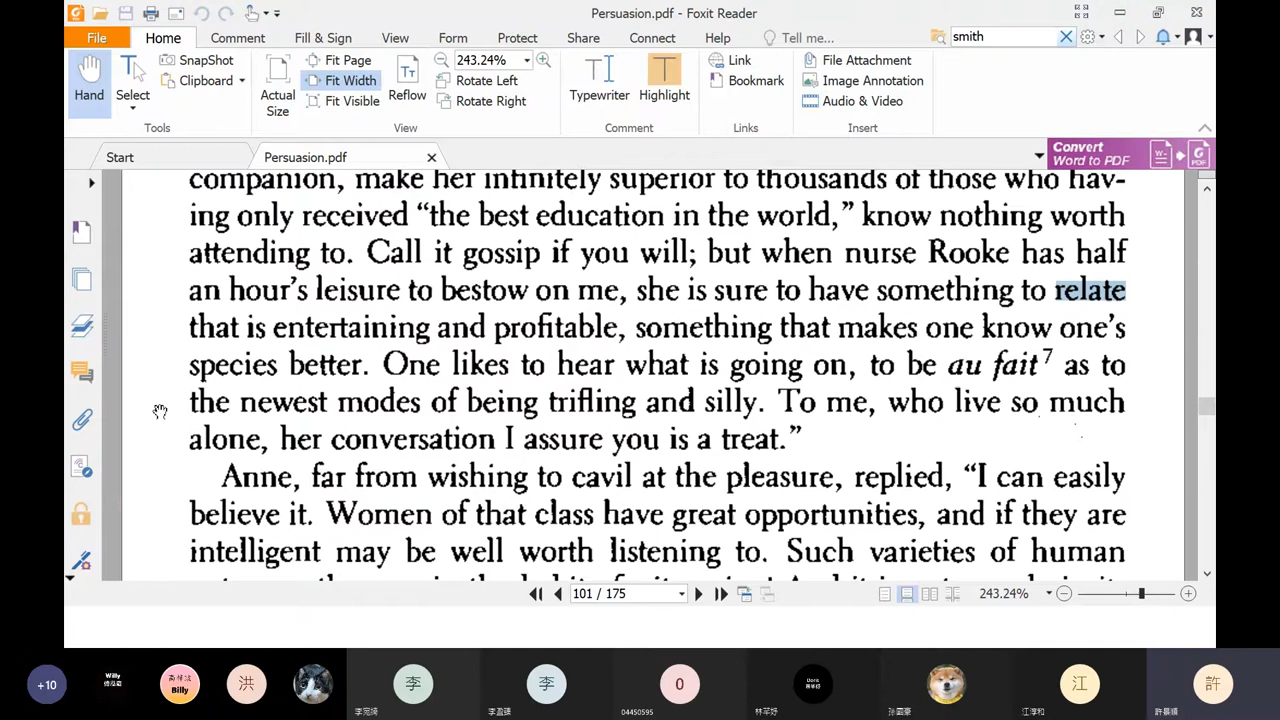 Persuasion.pdf - Foxit Reader
File Home Comment Fill & Sign View Form Protect Share Connect Help Tell me... smith
Hand
Select
SnapShot
Clipboard
Tools
Actual Size
Fit Page
Fit Width
Fit Visible
Reflow
243.24%
Rotate Left
Rotate Right
View
Typewriter
Highlight
Comment
Link
Bookmark
Links
File Attachment
Image Annotation
Audio & Video
Insert
Start
Persuasion.pdf
Convert
Word to PDF
companion, make her infinitely superior to thousands of those who hav-
ing only received “the best education in the world,” know nothing worth
attending to. Call it gossip if you will; but when nurse Rooke has half
an hour’s leisure to bestow on me, she is sure to have something to relate
that is entertaining and profitable, something that makes one know one’s
species better. One likes to hear what is going on, to be au fait7 as to
the newest modes of being trifling and silly. To me, who live so much
alone, her conversation I assure you is a treat.”
Anne, far from wishing to cavil at the pleasure, replied, “I can easily
believe it. Women of that class have great opportunities, and if they are
intelligent may be well worth listening to. Such varieties of human
101 / 175
243.24%
+10
Willy
Billy
洪
李
李
0
Doris
江
許
李宛綺
04450595
江淳和